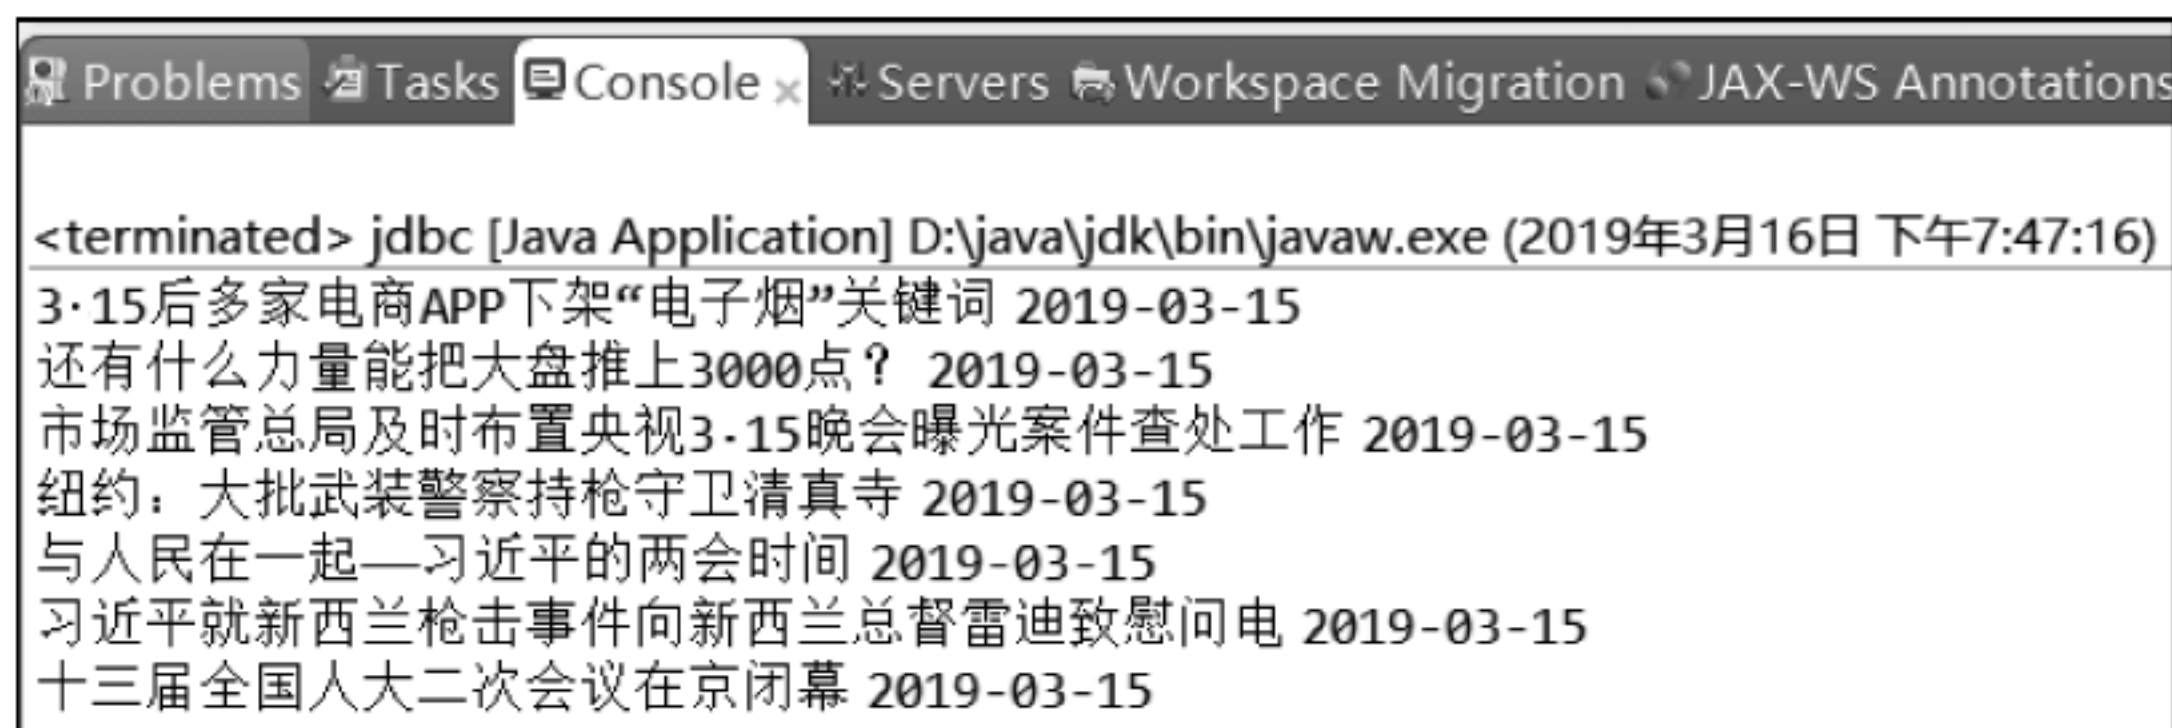 Problems Tasks Console Servers Workspace Migration JAX-WS Annotations
<terminated> jdbc [Java Application] D:\java\jdk\bin\javaw.exe (2019年3月16日 下午7:47:16)
3·15后多家电商APP下架“电子烟”关键词 2019-03-15
还有什么力量能把大盘推上3000点？ 2019-03-15
市场监管总局及时布置央视3·15晚会曝光案件查处工作 2019-03-15
纽约：大批武装警察持枪守卫清真寺 2019-03-15
与人民在一起—习近平的两会时间 2019-03-15
习近平就新西兰枪击事件向新西兰总督雷迪致慰问电 2019-03-15
十三届全国人大二次会议在京闭幕 2019-03-15